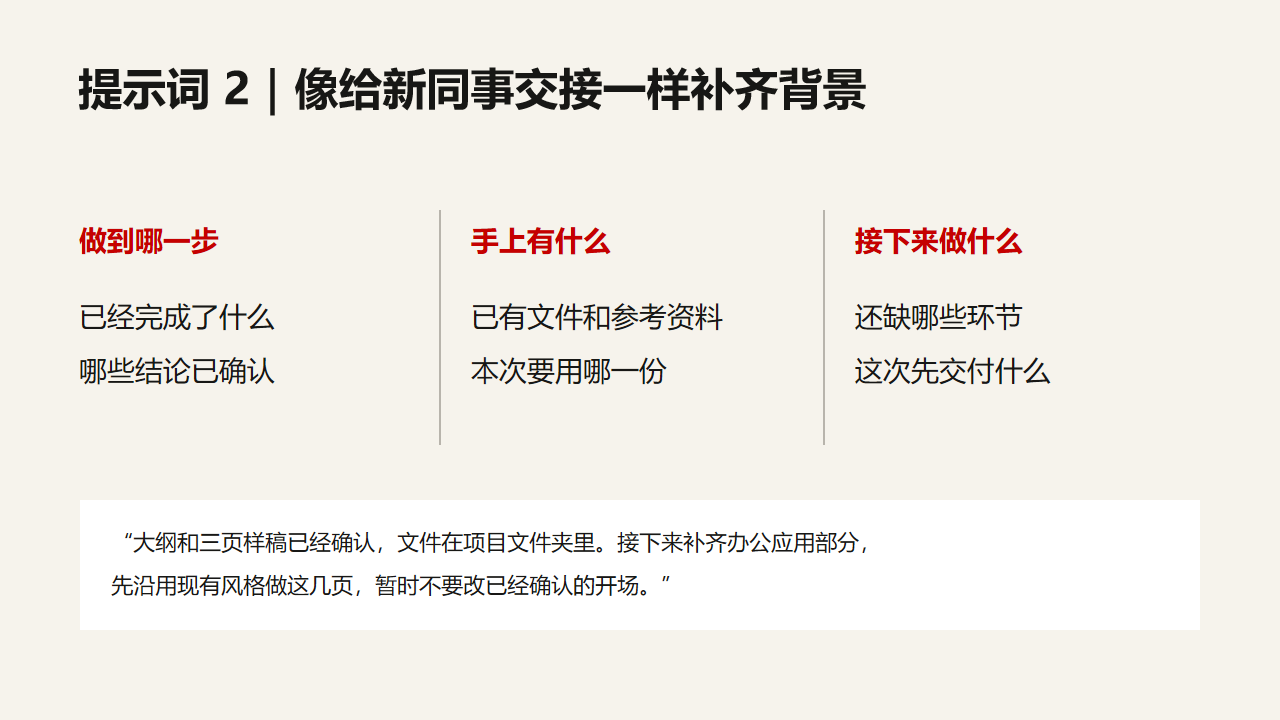 提示词 2｜像给新同事交接一样补齐背景
做到哪一步
已经完成了什么
哪些结论已确认
手上有什么
已有文件和参考资料
本次要用哪一份
接下来做什么
还缺哪些环节
这次先交付什么
“大纲和三页样稿已经确认，文件在项目文件夹里。接下来补齐办公应用部分，
先沿用现有风格做这几页，暂时不要改已经确认的开场。”